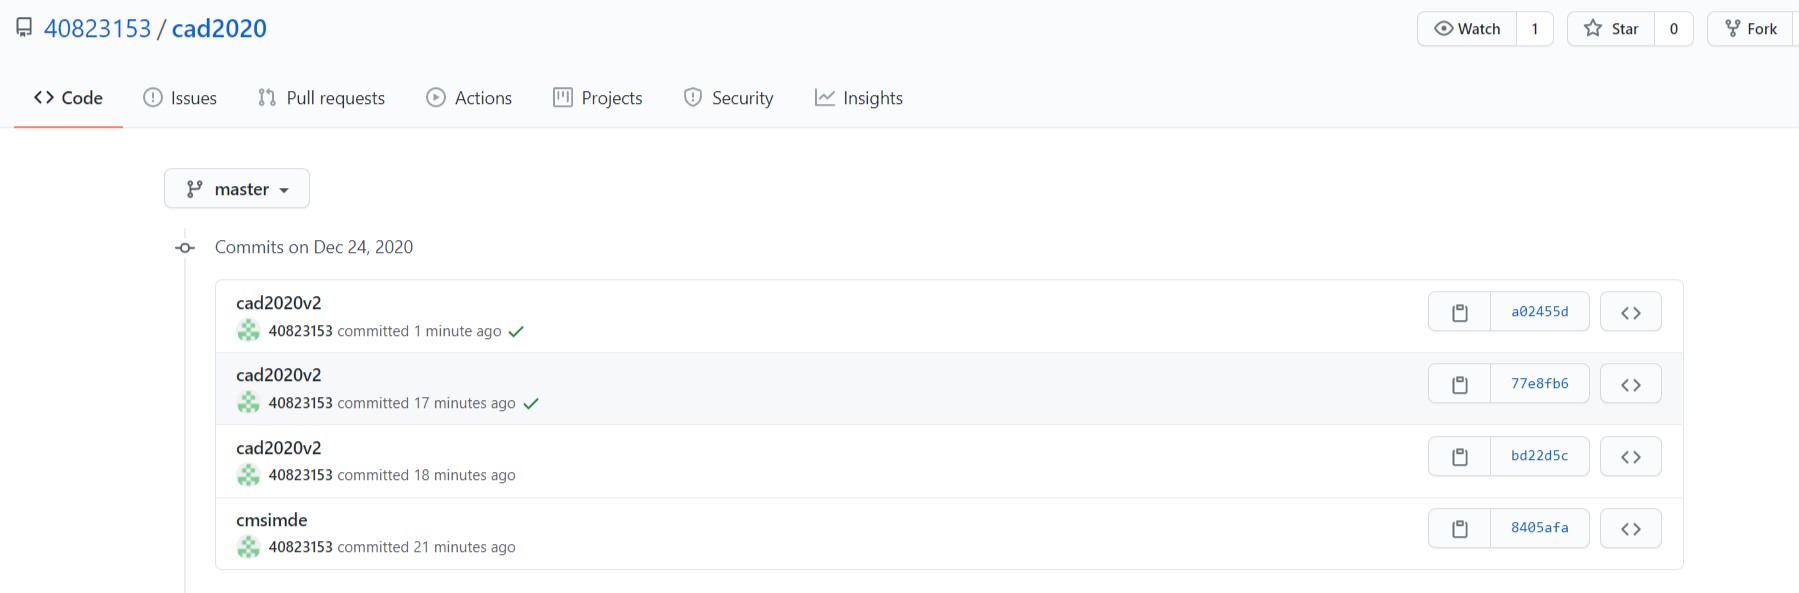 40823153 / cad2020
Watch 1 Star 0 Fork
Code Issues Pull requests Actions Projects Security Insights
master
Commits on Dec 24, 2020
cad2020v2
40823153 committed 1 minute ago
a02455d
cad2020v2
40823153 committed 17 minutes ago
77e8fb6
cad2020v2
40823153 committed 18 minutes ago
bd22d5c
cmsimde
40823153 committed 21 minutes ago
8405afa